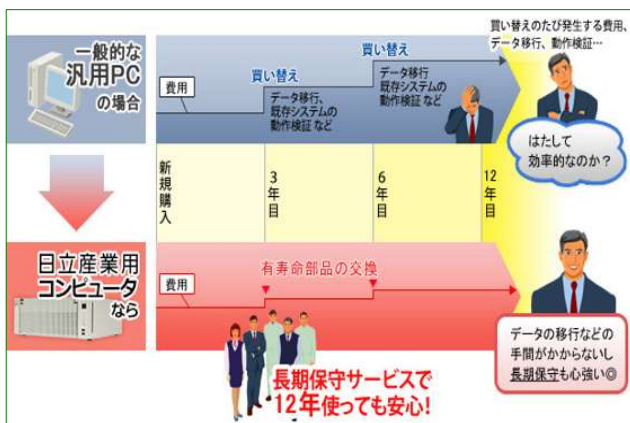 一般的な
汎用PC
の場合
費用
買い替え
データ移行、
既存システムの
動作検証 など
買い替え
データ移行
既存システムの
動作検証 など
買い替えのたび発生する費用、
データ移行、動作検証…
はたして
効率的なのか？
新規購入
3年目
6年目
12年目
日立産業用
コンピュータ
なら
費用
有寿命部品の交換
長期保守サービスで
12年使っても安心!
データの移行などの
手間がかからないし
長期保守も心強い◎